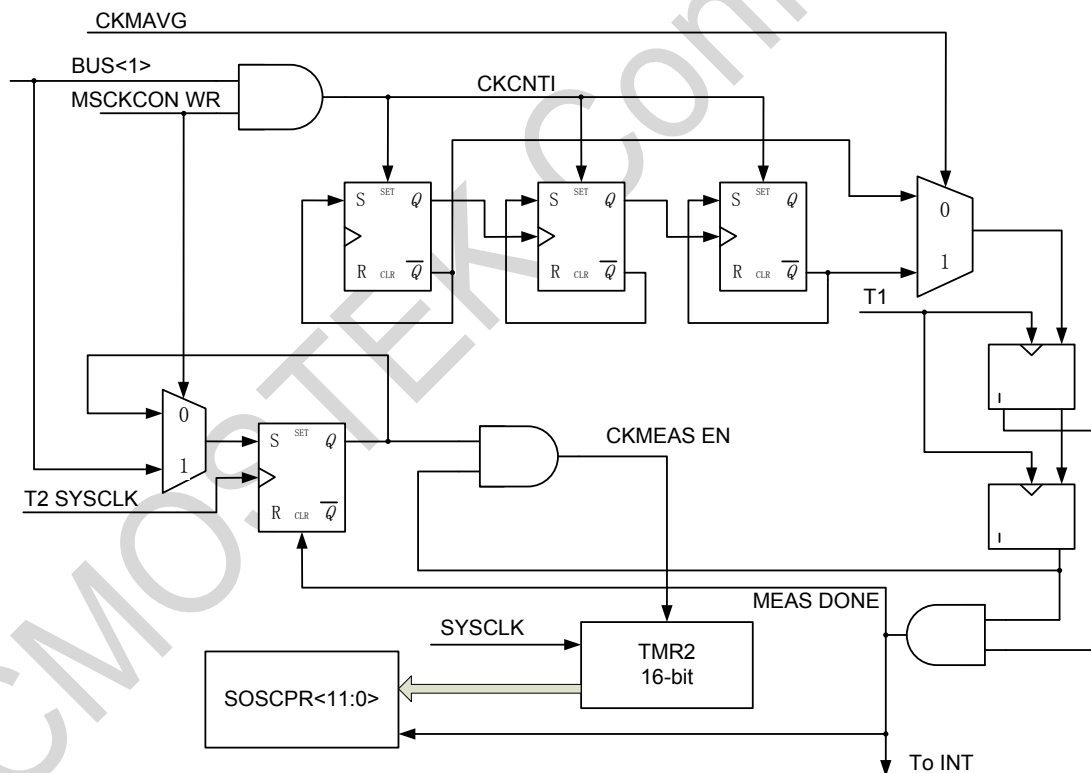 CKMAVG
BUS<1>
MSCKCON WR
CKCNTI
S SET Q
R CLR Q
S SET Q
R CLR Q
S SET Q
R CLR Q
0
1
T1
0
1
S SET Q
R CLR Q
T2 SYSCLK
CKMEAS EN
MEAS DONE
SYSCLK
TMR2
16-bit
SOSCPR<11:0>
To INT
CMOSTEK Con